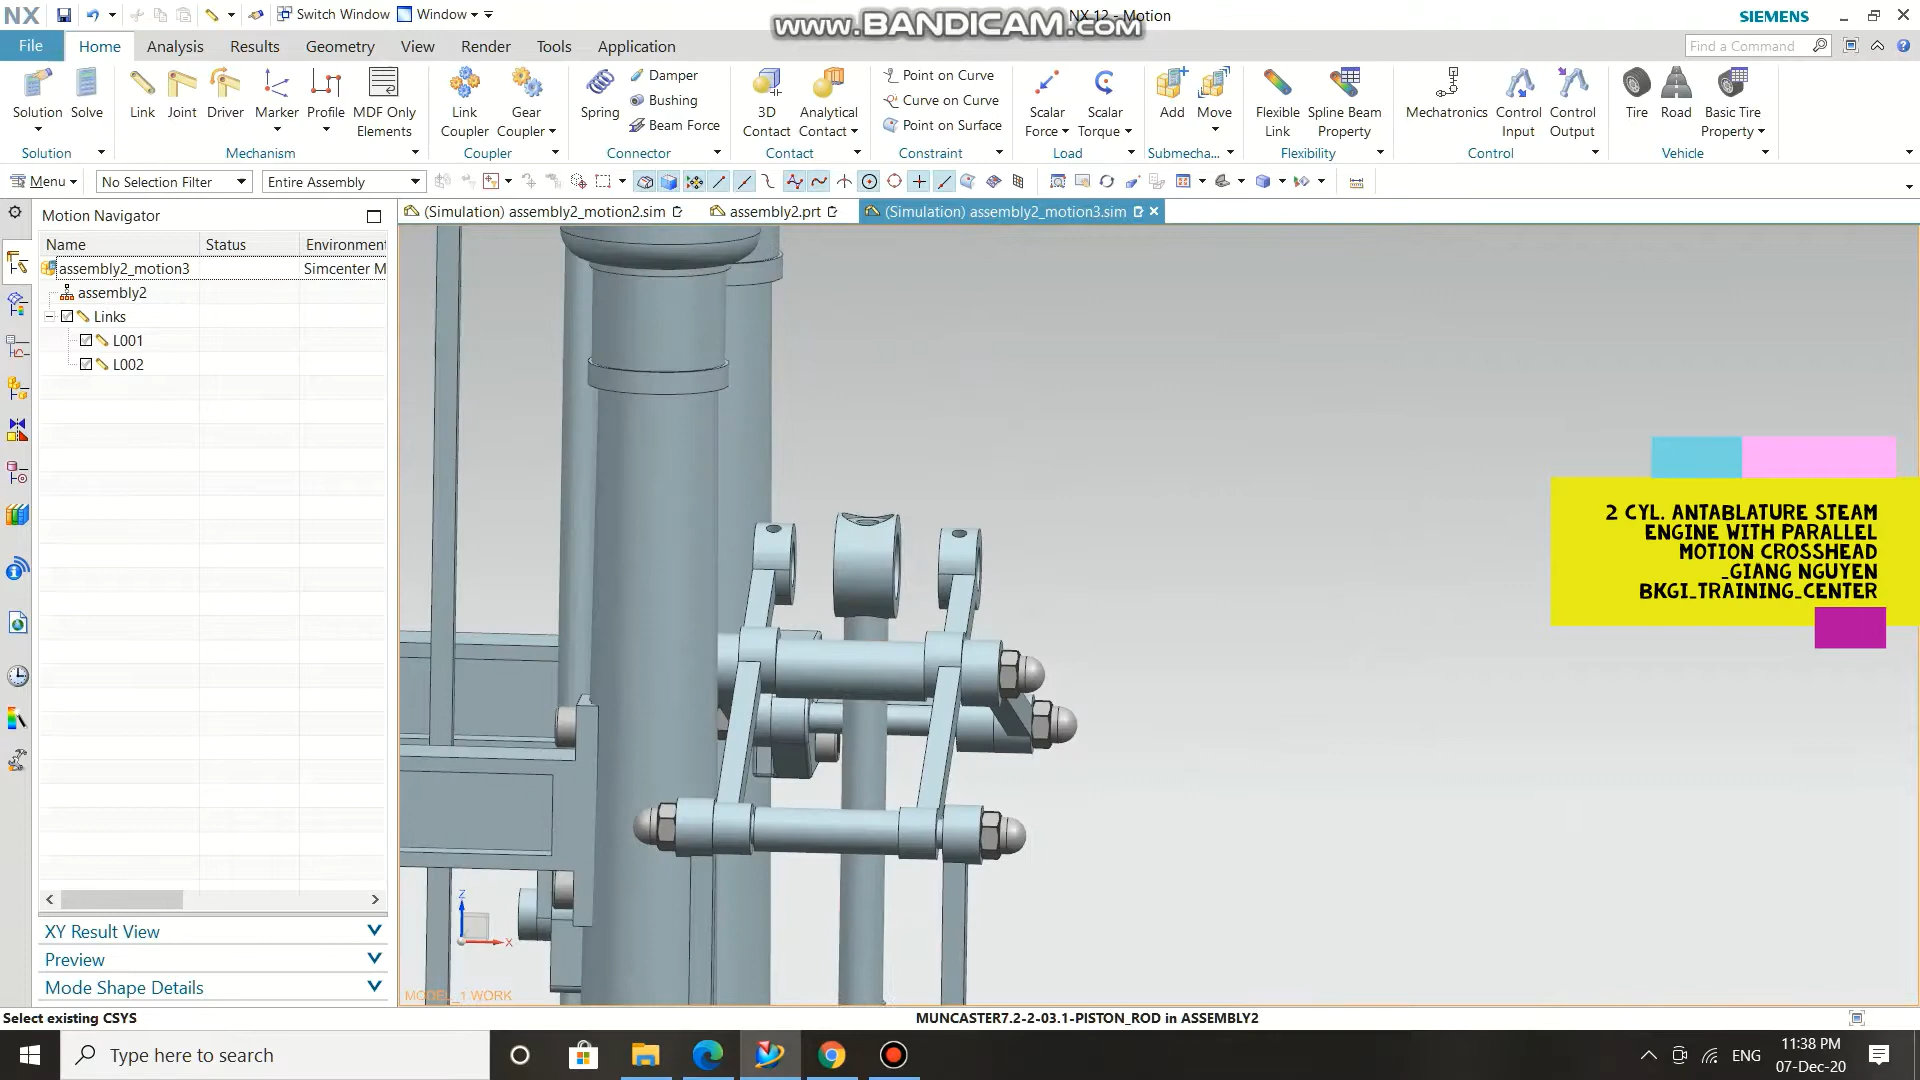 NX
Switch Window
Window
www.BANDICAM.com
NX 12 - Motion
SIEMENS
File
Home
Analysis
Results
Geometry
View
Render
Tools
Application
Find a Command
Solution
Solve
Link
Joint
Driver
Marker
Profile
MDF Only
Elements
Link
Coupler
Gear
Coupler
Spring
Damper
Bushing
Beam Force
3D
Contact
Analytical
Contact
Point on Curve
Curve on Curve
Point on Surface
Scalar
Force
Scalar
Torque
Add
Move
Flexible
Link
Spline Beam
Property
Mechatronics
Control
Input
Control
Output
Tire
Road
Basic Tire
Property
Solution
Mechanism
Coupler
Connector
Contact
Constraint
Load
Submecha...
Flexibility
Control
Vehicle
Menu
No Selection Filter
Entire Assembly
Motion Navigator
(Simulation) assembly2_motion2.sim
assembly2.prt
(Simulation) assembly2_motion3.sim
Name
Status
Environment
assembly2_motion3
Simcenter M
assembly2
Links
L001
L002
2 CYL. ANTABLATURE STEAM
ENGINE WITH PARALLEL
MOTION CROSSHEAD
_GIANG NGUYEN
BKGI_TRAINING_CENTER
Z
X
MODEL_1 WORK
XY Result View
Preview
Mode Shape Details
Select existing CSYS
MUNCASTER7.2-2-03.1-PISTON_ROD in ASSEMBLY2
Type here to search
ENG
11:38 PM
07-Dec-20